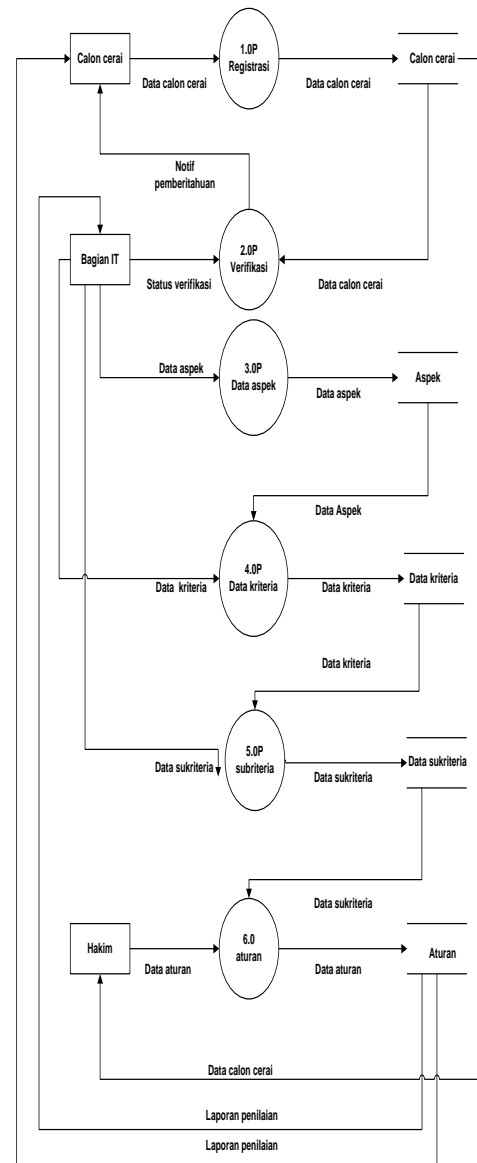 1.0P
Registrasi
Calon cerai
Calon cerai
Data calon cerai
Data calon cerai
Notif
pemberitahuan
2.0P
Verifikasi
Bagian IT
Status verifikasi
Data calon cerai
3.0P
Data aspek
Data aspek
Aspek
Data aspek
Data Aspek
4.0P
Data kriteria
Data kriteria
Data kriteria
Data kriteria
Data kriteria
5.0P
subriteria
Data sukriteria
Data sukriteria
Data sukriteria
Data sukriteria
6.0
aturan
Hakim
Aturan
Data aturan
Data aturan
Data calon cerai
Laporan penilaian
Laporan penilaian